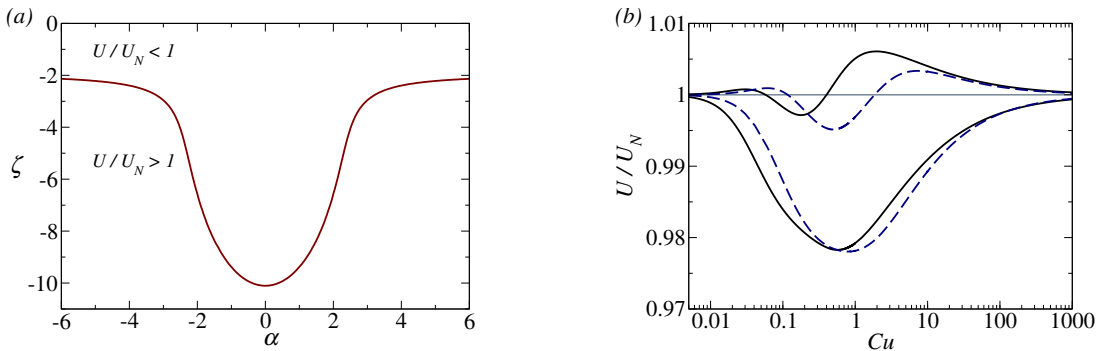 (a)
0
-2
-4
-6
-8
-10
ζ
U / U_N < 1
U / U_N > 1
-6 -4 -2 0 2 4 6
α
(b)
1.01
1
0.99
0.98
0.97
U / U_N
0.01 0.1 1 10 100 1000
Cu